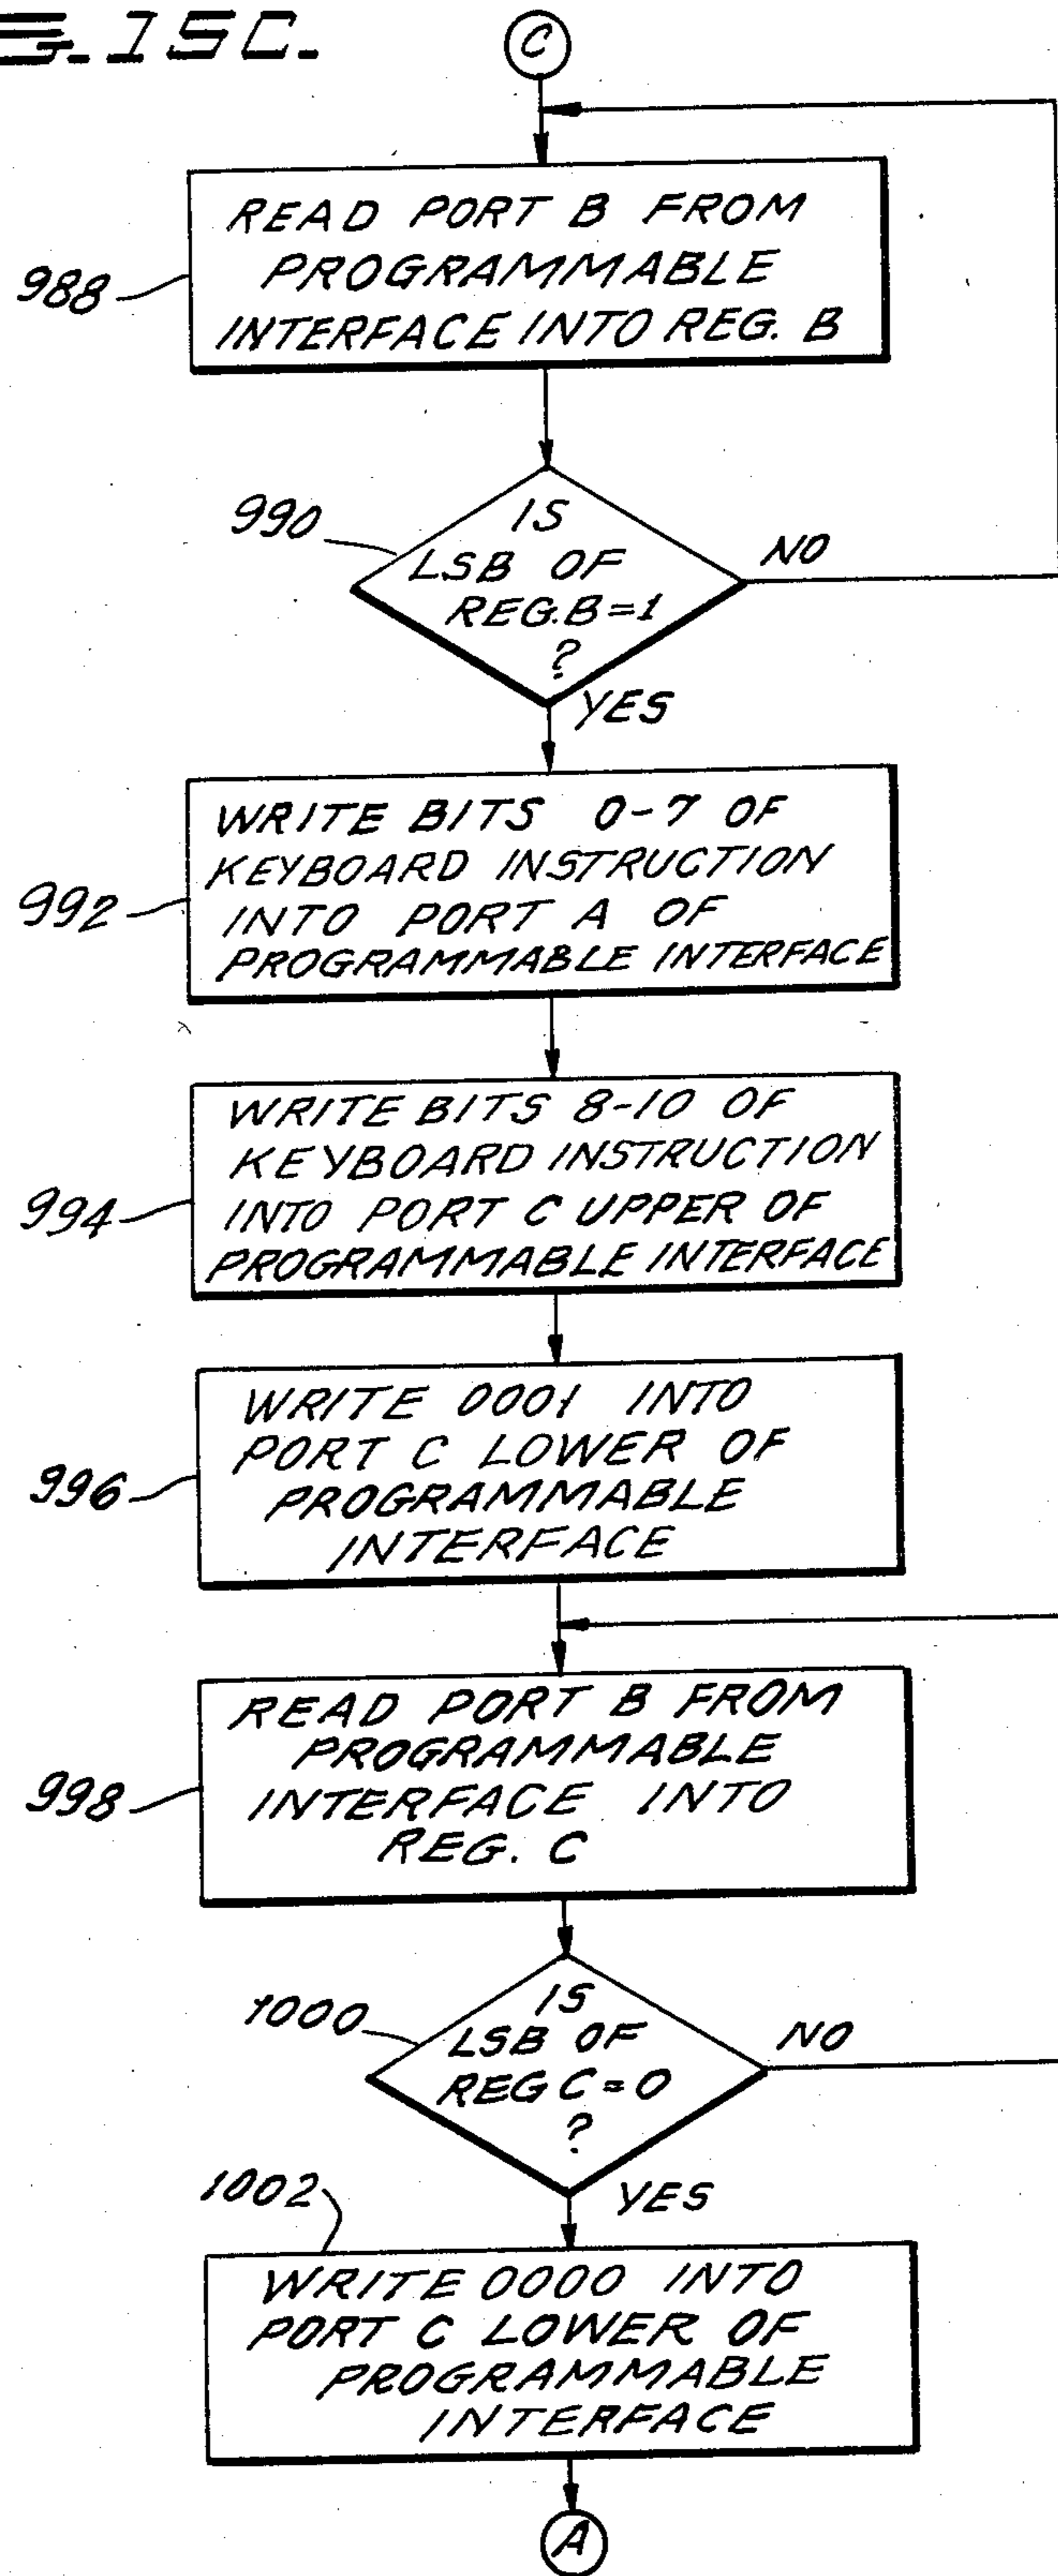 G. 15C.
C
988
READ PORT B FROM
PROGRAMMABLE
INTERFACE INTO REG. B
990
IS
LSB OF
REG.B=1
?
NO
YES
992
WRITE BITS 0-7 OF
KEYBOARD INSTRUCTION
INTO PORT A OF
PROGRAMMABLE INTERFACE
994
WRITE BITS 8-10 OF
KEYBOARD INSTRUCTION
INTO PORT C UPPER OF
PROGRAMMABLE INTERFACE
996
WRITE 0001 INTO
PORT C LOWER OF
PROGRAMMABLE
INTERFACE
998
READ PORT B FROM
PROGRAMMABLE
INTERFACE INTO
REG. C
1000
IS
LSB OF
REG C=0
?
NO
YES
1002
WRITE 0000 INTO
PORT C LOWER OF
PROGRAMMABLE
INTERFACE
A